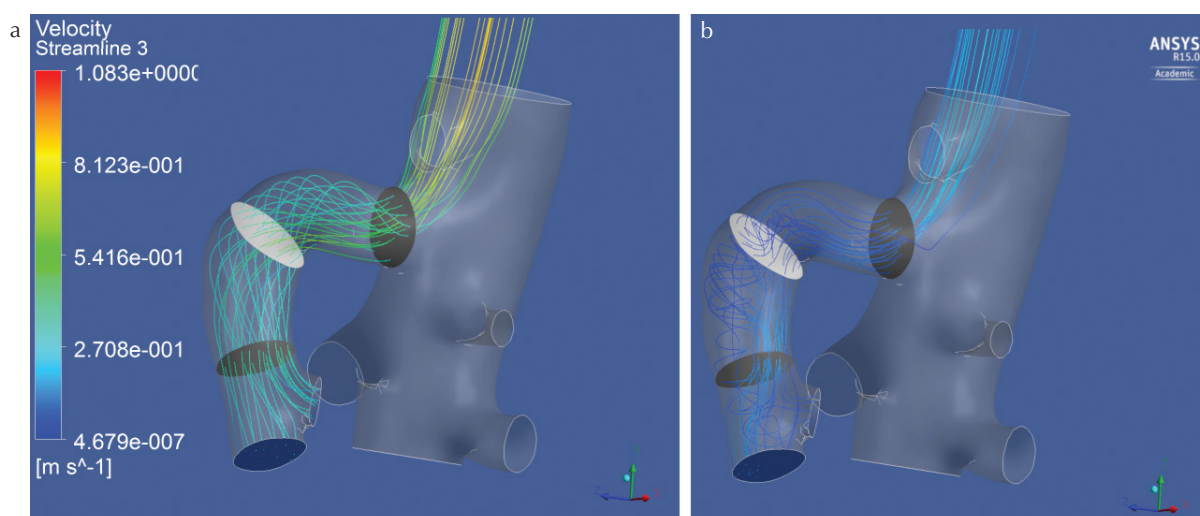 a
Velocity
Streamline 3
1.083e+000(
8.123e-001
5.416e-001
2.708e-001
4.679e-007
[m s^-1]
b
ANSYS
R15.0
Academic